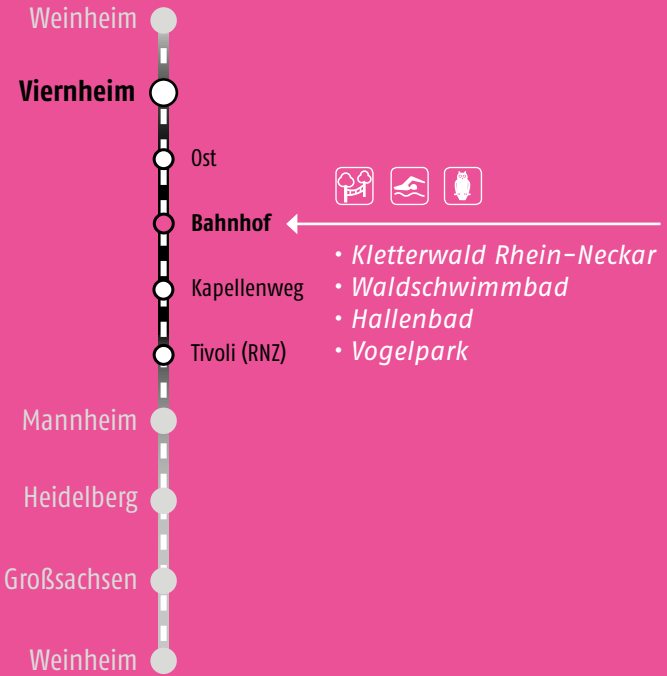 Weinheim
Viernheim
Ost
Bahnhof
Kapellenweg
Tivoli (RNZ)
• Kletterwald Rhein-Neckar
• Waldschwimmbad
• Hallenbad
• Vogelpark
Mannheim
Heidelberg
Großsachsen
Weinheim